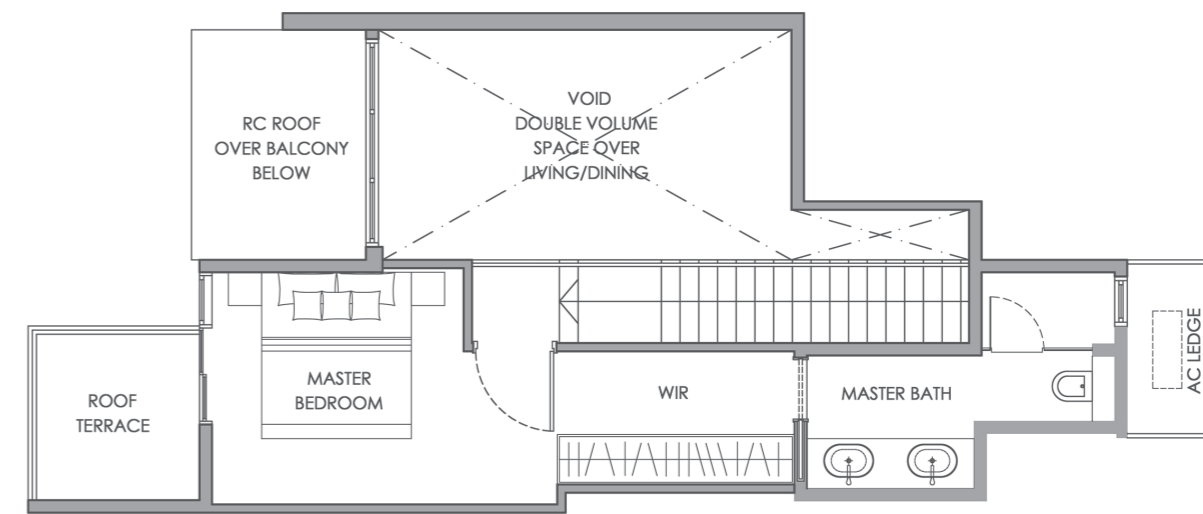 RC ROOF
OVER BALCONY
BELOW
VOID
DOUBLE VOLUME
SPACE OVER
LIVING/DINING
ROOF
TERRACE
MASTER
BEDROOM
WIR
MASTER BATH
AC LEDGE